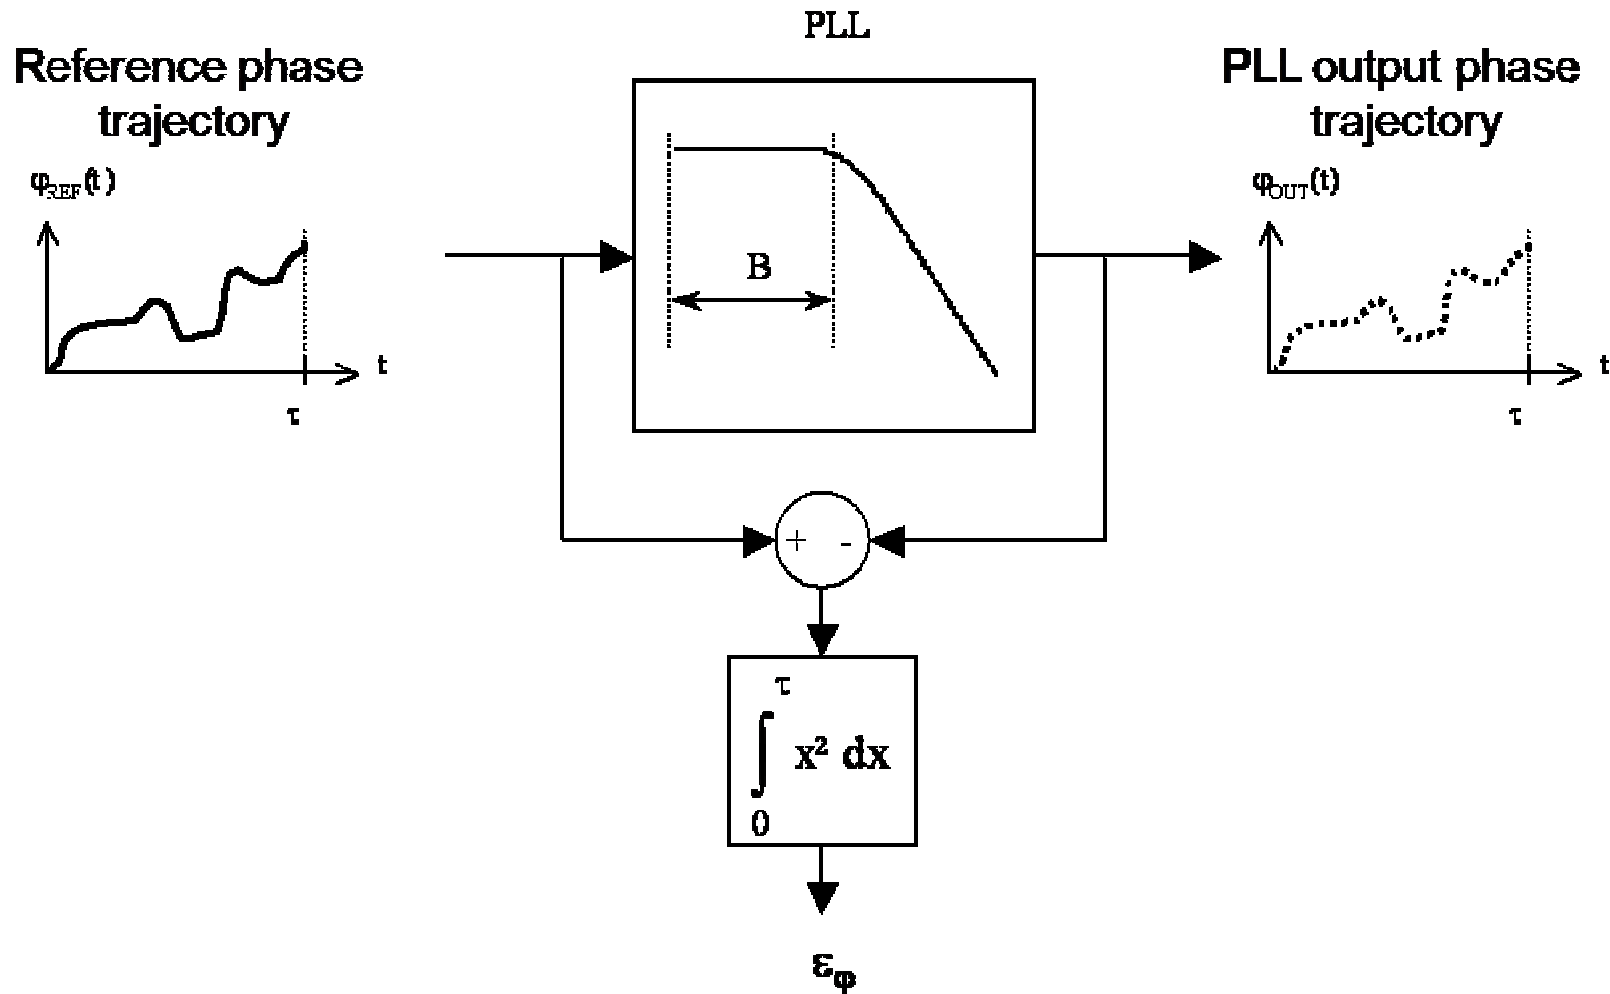 PLL
Reference phase
trajectory
PLL output phase
trajectory
φREF(t)
φOUT(t)
B
t
t
τ
τ
+ -
τ
∫ x² dx
0
εφ